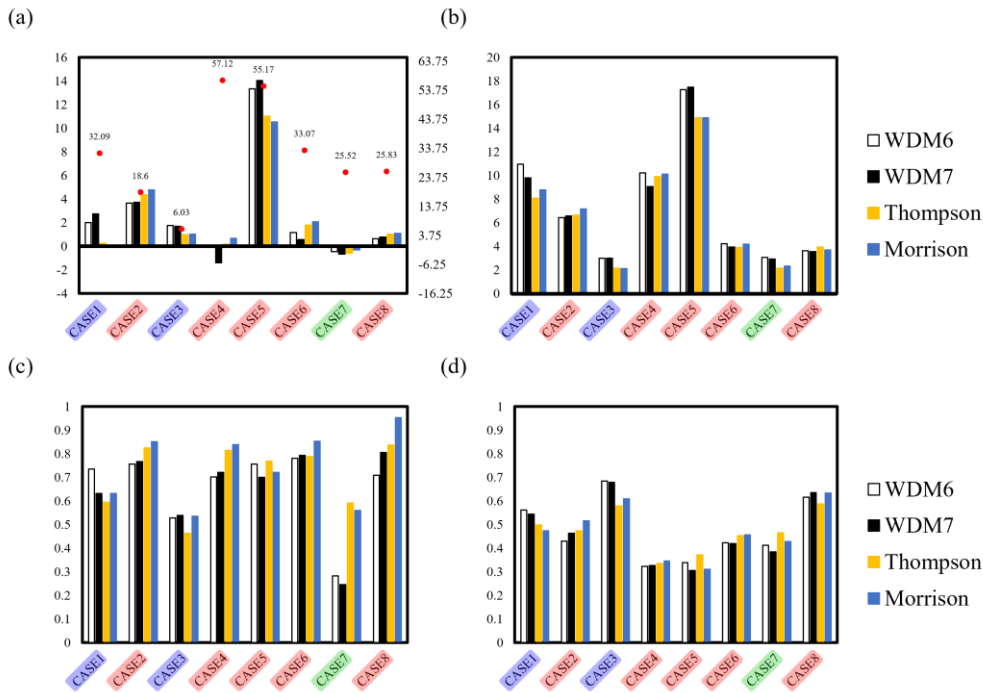 (a)
(b)
16
14
12
10
8
6
4
2
0
-2
-4
63.75
53.75
43.75
33.75
23.75
13.75
3.75
-6.25
-16.25
32.09
18.6
6.03
57.12
55.17
33.07
25.52
25.83
CASE1
CASE2
CASE3
CASE4
CASE5
CASE6
CASE7
CASE8
20
18
16
14
12
10
8
6
4
2
0
CASE1
CASE2
CASE3
CASE4
CASE5
CASE6
CASE7
CASE8
WDM6
WDM7
Thompson
Morrison
(c)
(d)
1
0.9
0.8
0.7
0.6
0.5
0.4
0.3
0.2
0.1
0
CASE1
CASE2
CASE3
CASE4
CASE5
CASE6
CASE7
CASE8
1
0.9
0.8
0.7
0.6
0.5
0.4
0.3
0.2
0.1
0
CASE1
CASE2
CASE3
CASE4
CASE5
CASE6
CASE7
CASE8
WDM6
WDM7
Thompson
Morrison